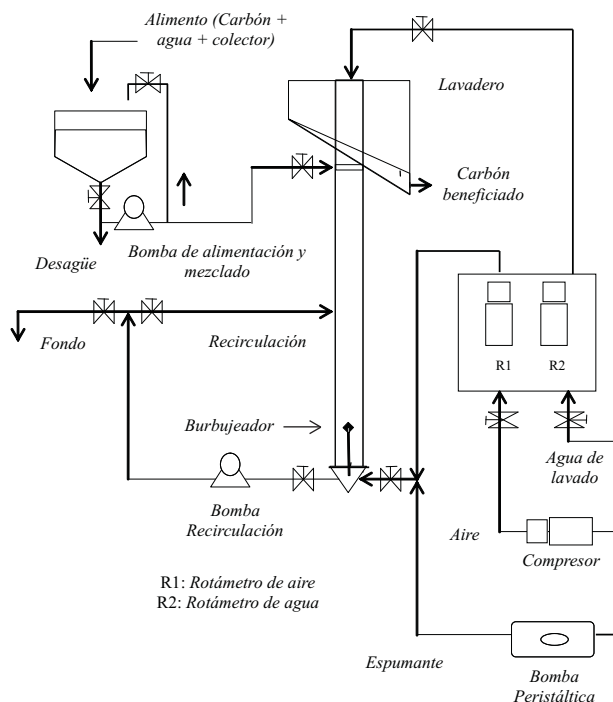 Alimento (Carbón +
agua + colector)
Lavadero
Carbón
beneficiado
Bomba de alimentación y
mezclado
Desagüe
Fondo
Recirculación
R1
R2
Burbujeador
Agua de
lavado
Bomba
Recirculación
Aire
Compresor
R1: Rotámetro de aire
R2: Rotámetro de agua
Espumante
Bomba
Peristáltica